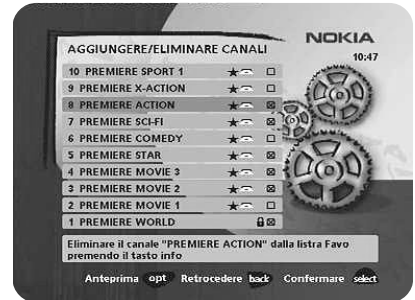 NOKIA
AGGIUNGERE/ELIMINARE CANALI
10:47
10 PREMIERE SPORT 1
9 PREMIERE X-ACTION
8 PREMIERE ACTION
7 PREMIERE SCI-FI
6 PREMIERE COMEDY
5 PREMIERE STAR
4 PREMIERE MOVIE 3
3 PREMIERE MOVIE 2
2 PREMIERE MOVIE 1
1 PREMIERE WORLD
Eliminare il canale "PREMIERE ACTION" dalla listra Favo
premendo il tasto info
Anteprima opt Retrocedere back Confermare select